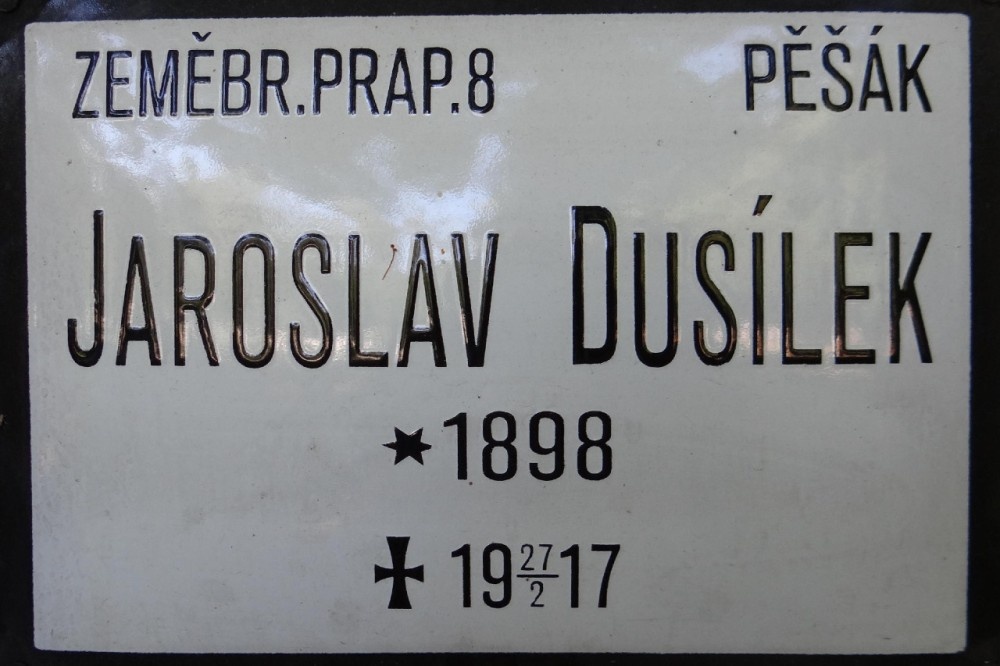 ZEMĚBR.PRAP.8 PĚŠÁK
JAROSLAV DUSÍLEK
✶1898
✠ 19 27/2 17